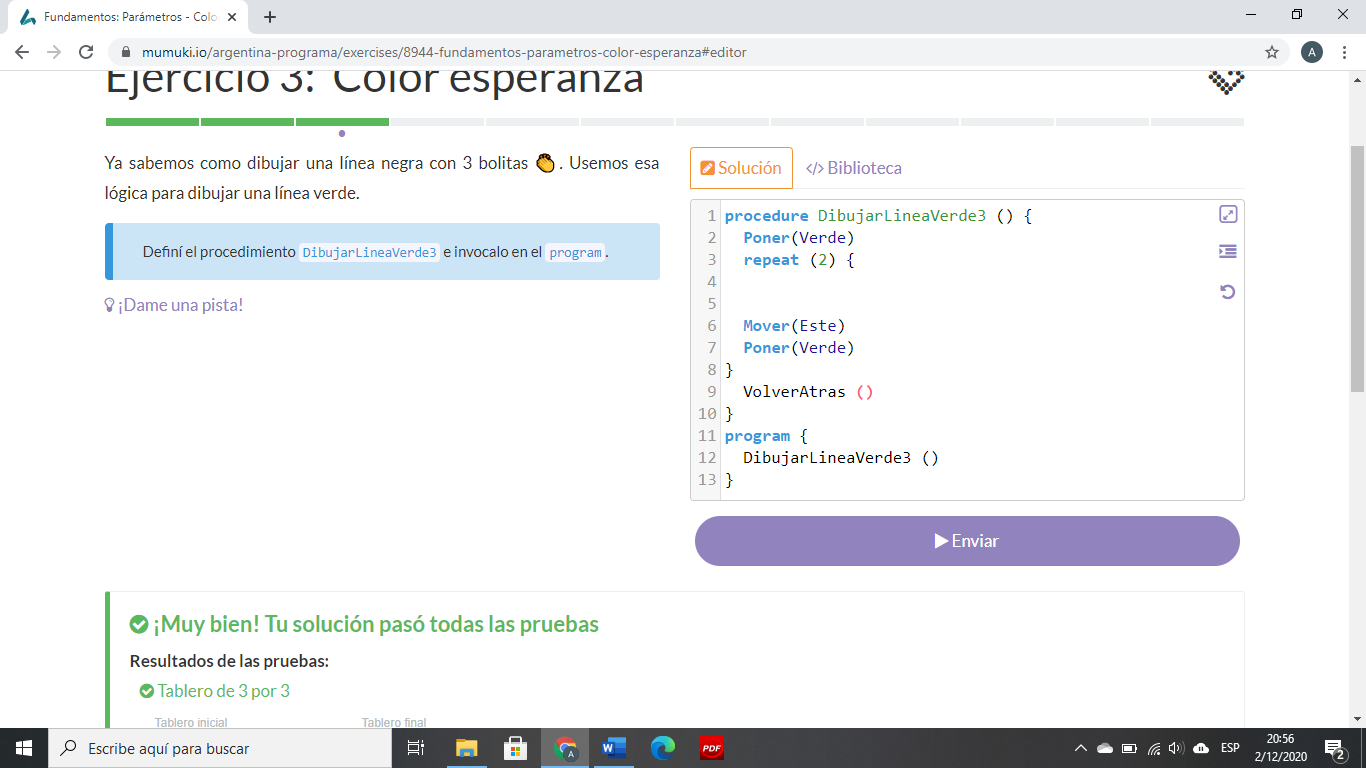 Fundamentos: Parámetros - Colo
mumuki.io/argentina-programa/exercises/8944-fundamentos-parametros-color-esperanza#editor
A
Ejercicio 3: Color esperanza
Ya sabemos como dibujar una línea negra con 3 bolitas 👏 . Usemos esa
lógica para dibujar una línea verde.
Definí el procedimiento DibujarLineaVerde3 e invocalo en el program.
¡Dame una pista!
Solución
</> Biblioteca
1 procedure DibujarLineaVerde3 () {
2 Poner(Verde)
3 repeat (2) {
4
5
6 Mover(Este)
7 Poner(Verde)
8 }
9 VolverAtras ()
10 }
11 program {
12 DibujarLineaVerde3 ()
13 }
Enviar
¡Muy bien! Tu solución pasó todas las pruebas
Resultados de las pruebas:
Tablero de 3 por 3
Tablero inicial
Tablero final
Escribe aquí para buscar
A
W
PDF
ESP
20:56
2/12/2020
2